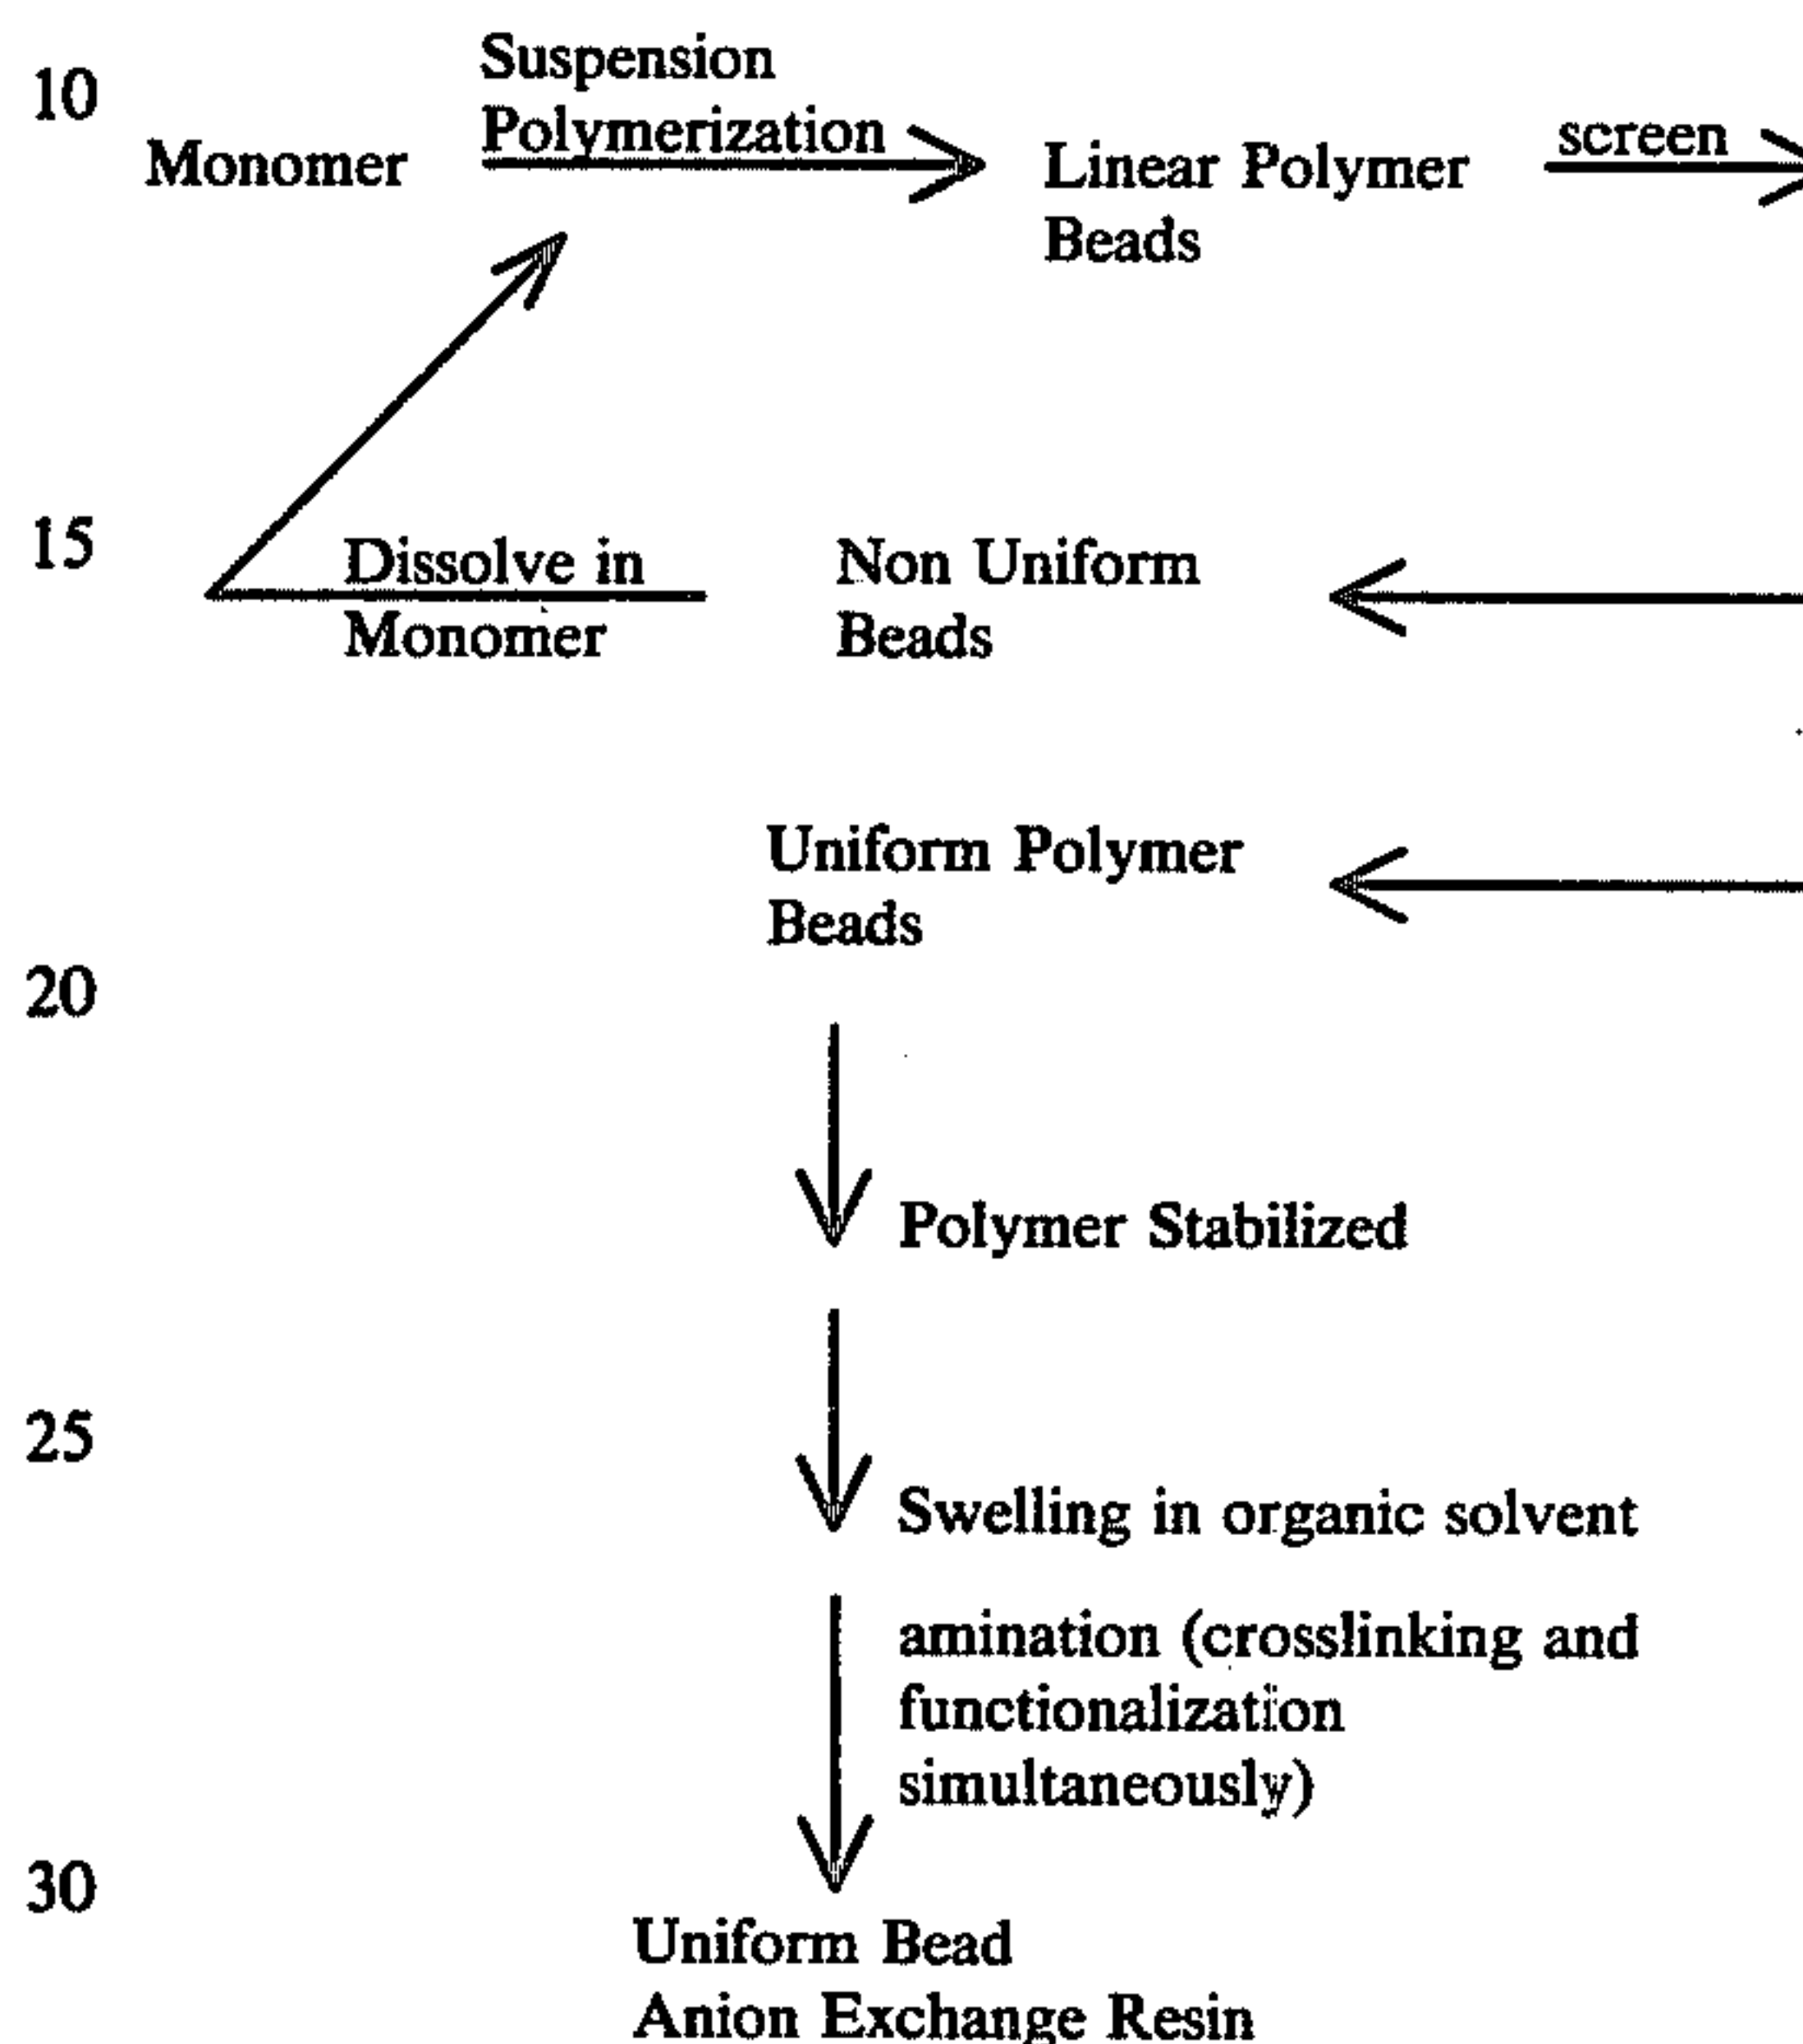 10
Suspension
Polymerization
Monomer
Linear Polymer
Beads
screen
15
Dissolve in
Monomer
Non Uniform
Beads
Uniform Polymer
Beads
20
Polymer Stabilized
25
Swelling in organic solvent
amination (crosslinking and
functionalization
simultaneously)
30
Uniform Bead
Anion Exchange Resin